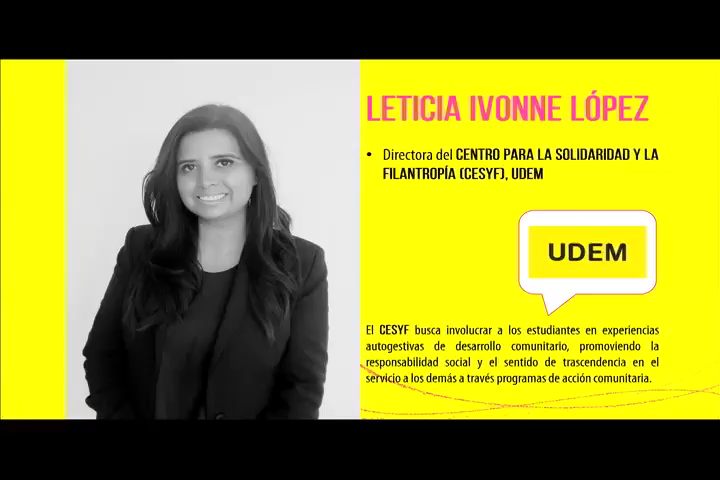 LETICIA IVONNE LÓPEZ
• Directora del CENTRO PARA LA SOLIDARIDAD Y LA
FILANTROPÍA (CESYF), UDEM
UDEM
El CESYF busca involucrar a los estudiantes en experiencias
autogestivas de desarrollo comunitario, promoviendo la
responsabilidad social y el sentido de trascendencia en el
servicio a los demás a través programas de acción comunitaria.